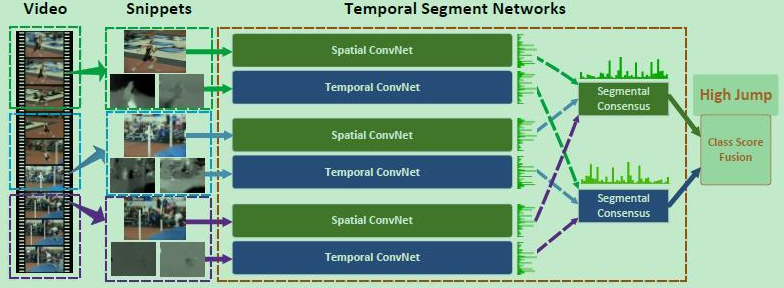 Video
Snippets
Temporal Segment Networks
Spatial ConvNet
Temporal ConvNet
Spatial ConvNet
Temporal ConvNet
Spatial ConvNet
Temporal ConvNet
Segmental
Consensus
Segmental
Consensus
High Jump
Class Score
Fusion